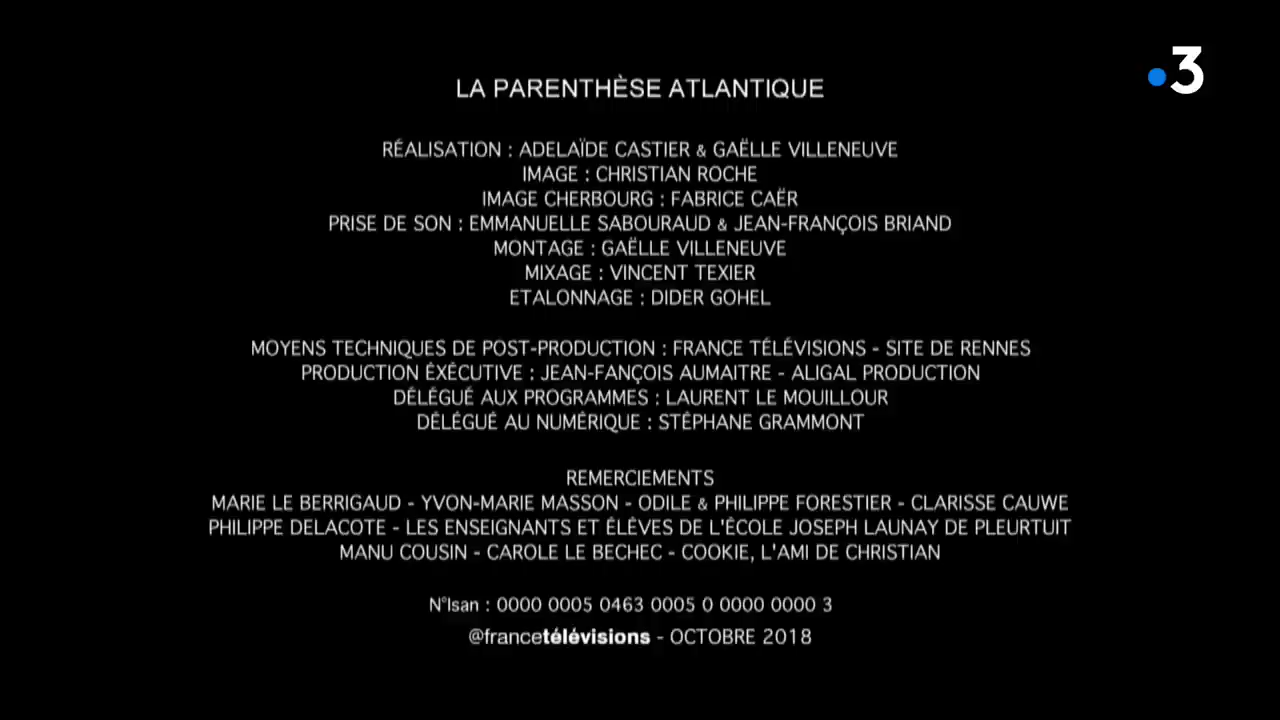 3
LA PARENTHÈSE ATLANTIQUE
RÉALISATION : ADELAÏDE CASTIER & GAËLLE VILLENEUVE
IMAGE : CHRISTIAN ROCHE
IMAGE CHERBOURG : FABRICE CAËR
PRISE DE SON : EMMANUELLE SABOURAUD & JEAN-FRANÇOIS BRIAND
MONTAGE : GAËLLE VILLENEUVE
MIXAGE : VINCENT TEXIER
ETALONNAGE : DIDER GOHEL
MOYENS TECHNIQUES DE POST-PRODUCTION : FRANCE TÉLÉVISIONS - SITE DE RENNES
PRODUCTION ÉXÉCUTIVE : JEAN-FANÇOIS AUMAITRE - ALIGAL PRODUCTION
DÉLÉGUÉ AUX PROGRAMMES : LAURENT LE MOUILLOUR
DÉLÉGUÉ AU NUMÉRIQUE : STÉPHANE GRAMMONT
REMERCIEMENTS
MARIE LE BERRIGAUD - YVON-MARIE MASSON - ODILE & PHILIPPE FORESTIER - CLARISSE CAUWE
PHILIPPE DELACOTE - LES ENSEIGNANTS ET ÉLÈVES DE L'ÉCOLE JOSEPH LAUNAY DE PLEURTUIT
MANU COUSIN - CAROLE LE BECHEC - COOKIE, L'AMI DE CHRISTIAN
N°Isan : 0000 0005 0463 0005 0 0000 0000 3
@francetélévisions - OCTOBRE 2018